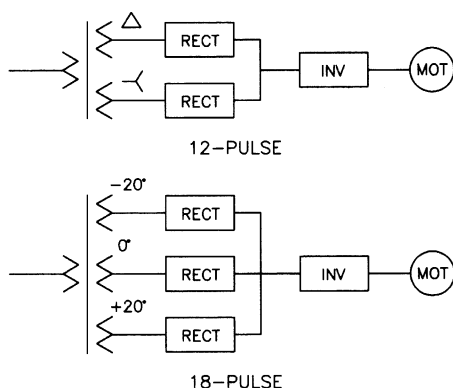 RECT
INV
MOT
RECT
12-PULSE
-20°
RECT
0°
RECT
INV
MOT
+20°
RECT
18-PULSE